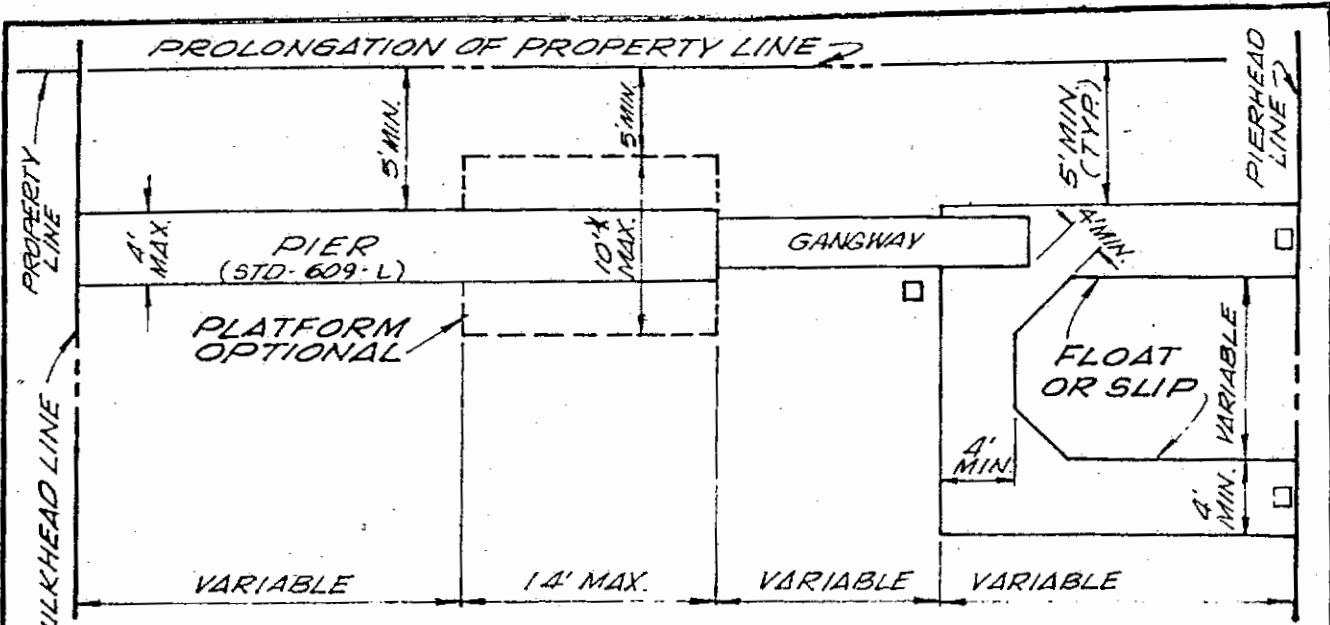 PROLONGATION OF PROPERTY LINE
PROPERTY
LINE
5' MIN.
5' MIN.
5' MIN.
(TYP.)
PIERHEAD
LINE
4'
MAX.
PIER
(STD-609-L)
10'
MAX.
GANGWAY
4' MIN.
PLATFORM
OPTIONAL
FLOAT
OR SLIP
VARIABLE
4'
MIN.
4'
MIN.
BULKHEAD LINE
VARIABLE
14' MAX.
VARIABLE
VARIABLE